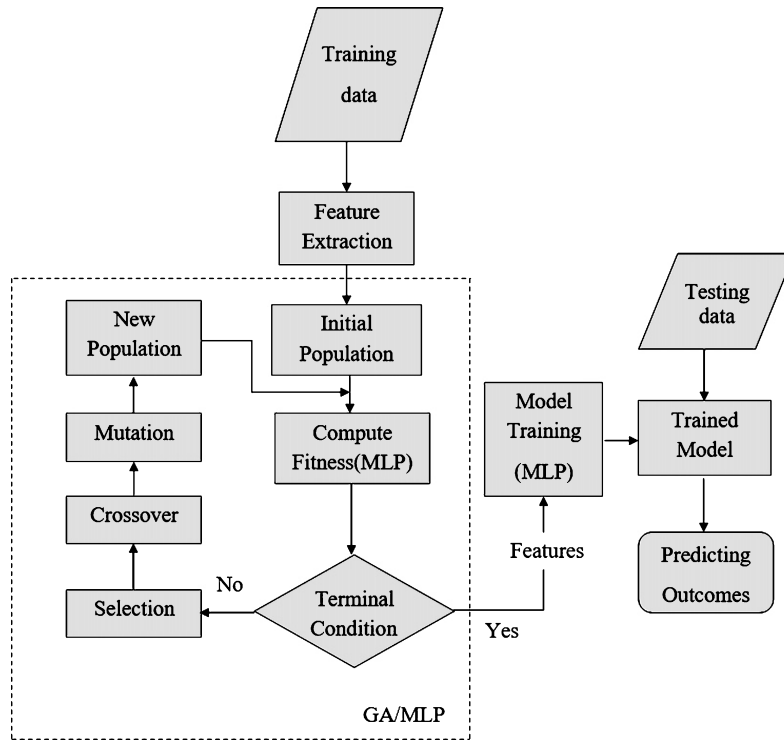 Training
data
Feature
Extraction
Initial
Population
New
Population
Mutation
Crossover
Selection
Compute
Fitness(MLP)
No
Terminal
Condition
Yes
GA/MLP
Features
Model
Training
(MLP)
Testing
data
Trained
Model
Predicting
Outcomes